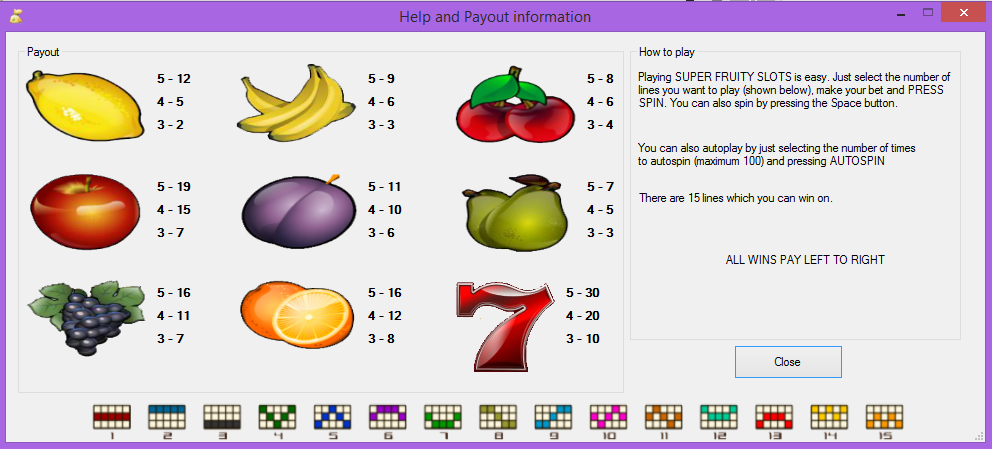 Help and Payout information
Payout
5 - 12
4 - 5
3 - 2
5 - 9
4 - 6
3 - 3
5 - 8
4 - 6
3 - 4
5 - 19
4 - 15
3 - 7
5 - 11
4 - 10
3 - 6
5 - 7
4 - 5
3 - 3
5 - 16
4 - 11
3 - 7
5 - 16
4 - 12
3 - 8
7
5 - 30
4 - 20
3 - 10
How to play
Playing SUPER FRUITY SLOTS is easy. Just select the number of
lines you want to play (shown below), make your bet and PRESS
SPIN. You can also spin by pressing the Space button.
You can also autoplay by just selecting the number of times
to autospin (maximum 100) and pressing AUTOSPIN
There are 15 lines which you can win on.
ALL WINS PAY LEFT TO RIGHT
Close
1 2 3 4 5 6 7 8 9 10 11 12 13 14 15